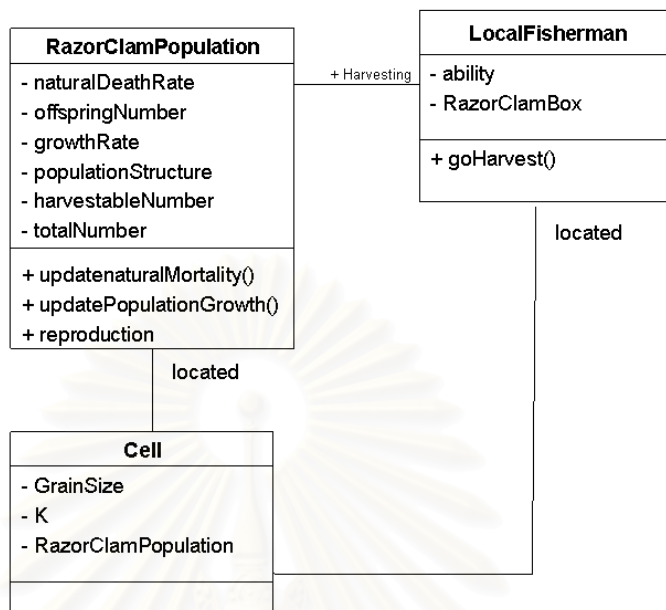 RazorClamPopulation
- naturalDeathRate
- offspringNumber
- growthRate
- populationStructure
- harvestableNumber
- totalNumber
+ updatenaturalMortality()
+ updatePopulationGrowth()
+ reproduction
+ Harvesting
LocalFisherman
- ability
- RazorClamBox
+ goHarvest()
located
located
Cell
- GrainSize
- K
- RazorClamPopulation